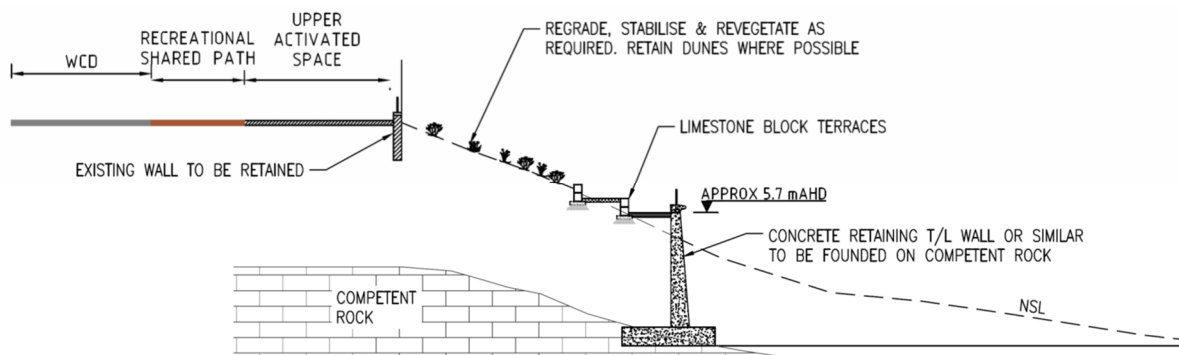 UPPER
ACTIVATED
SPACE
RECREATIONAL
SHARED PATH
WCD
REGRADE, STABILISE & REVEGETATE AS
REQUIRED. RETAIN DUNES WHERE POSSIBLE
LIMESTONE BLOCK TERRACES
EXISTING WALL TO BE RETAINED
APPROX 5.7 mAHD
CONCRETE RETAINING T/L WALL OR SIMILAR
TO BE FOUNDED ON COMPETENT ROCK
COMPETENT
ROCK
NSL